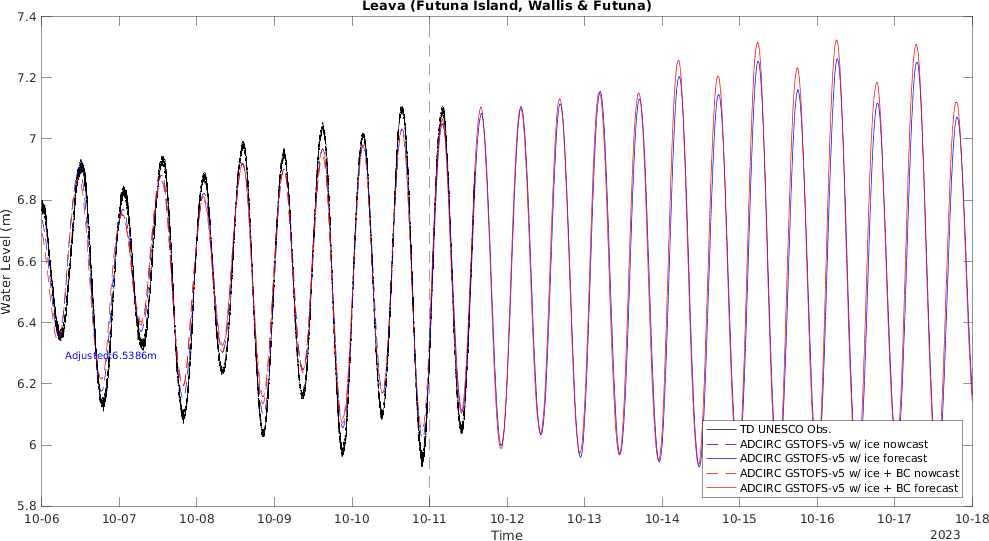 Leava (Futuna Island, Wallis & Futuna)
7.4
7.2
7
6.8
6.6
6.4
6.2
6
5.8
Water Level (m)
Adjusted:6.5386m
TD UNESCO Obs.
ADCIRC GSTOFS-v5 w/ ice nowcast
ADCIRC GSTOFS-v5 w/ ice forecast
ADCIRC GSTOFS-v5 w/ ice + BC nowcast
ADCIRC GSTOFS-v5 w/ ice + BC forecast
10-06 10-07 10-08 10-09 10-10 10-11 10-12 10-13 10-14 10-15 10-16 10-17 10-18
Time
2023